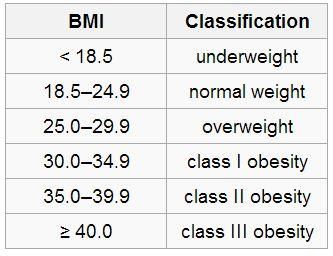 BMI Classification
< 18.5 underweight
18.5–24.9 normal weight
25.0–29.9 overweight
30.0–34.9 class I obesity
35.0–39.9 class II obesity
≥ 40.0 class III obesity